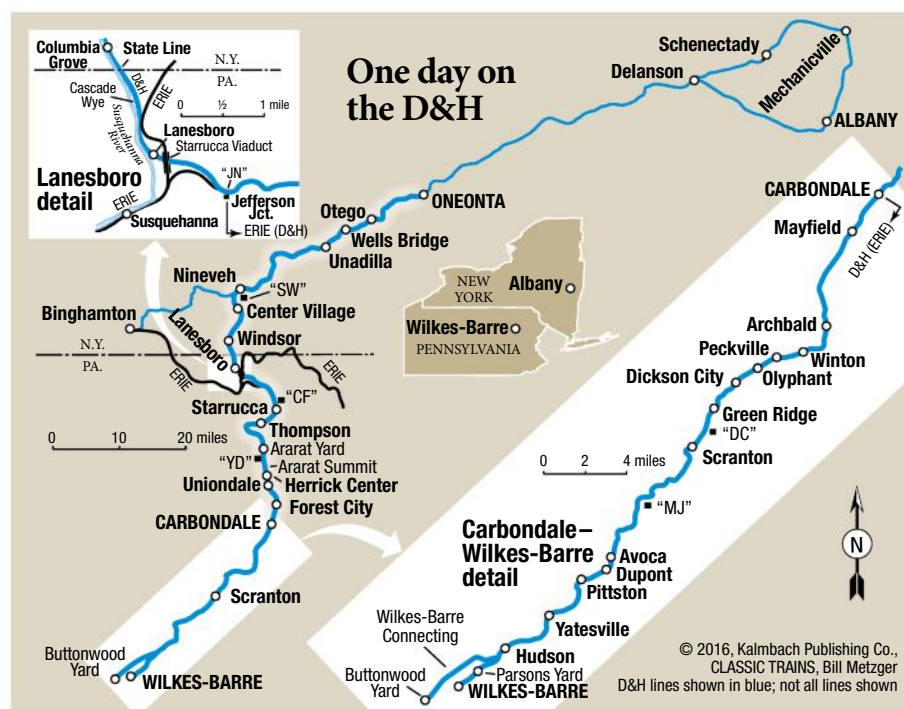 One day on
the D&H
Columbia
Grove
State Line
N.Y.
PA.
D&H
ERIE
Cascade
Wye
Susquehanna
River
0 ½ 1 mile
Lanesboro
Starrucca Viaduct
"JN"
Lanesboro
detail
Jefferson
Jct.
ERIE
Susquehanna
ERIE (D&H)
Schenectady
Delanson
Mechanicville
ALBANY
ONEONTA
Otego
Wells Bridge
Unadilla
Nineveh
"SW"
Center Village
Binghamton
Lanesboro
Windsor
N.Y.
PA.
ERIE
ERIE
"CF"
Starrucca
0 10 20 miles
Thompson
Ararat Yard
"YD"
Ararat Summit
Herrick Center
Uniondale
Forest City
CARBONDALE
Scranton
Buttonwood
Yard
WILKES-BARRE
NEW
YORK
Albany
Wilkes-Barre
PENNSYLVANIA
CARBONDALE
Mayfield
D&H (ERIE)
Archbald
Peckville
Winton
Dickson City
Olyphant
Green Ridge
"DC"
Scranton
0 2 4 miles
"MJ"
Carbondale–
Wilkes-Barre
detail
Avoca
Dupont
Pittston
Yatesville
Wilkes-Barre
Connecting
Hudson
Parsons Yard
Buttonwood
Yard
WILKES-BARRE
N
© 2016, Kalmbach Publishing Co.,
CLASSIC TRAINS, Bill Metzger
D&H lines shown in blue; not all lines shown